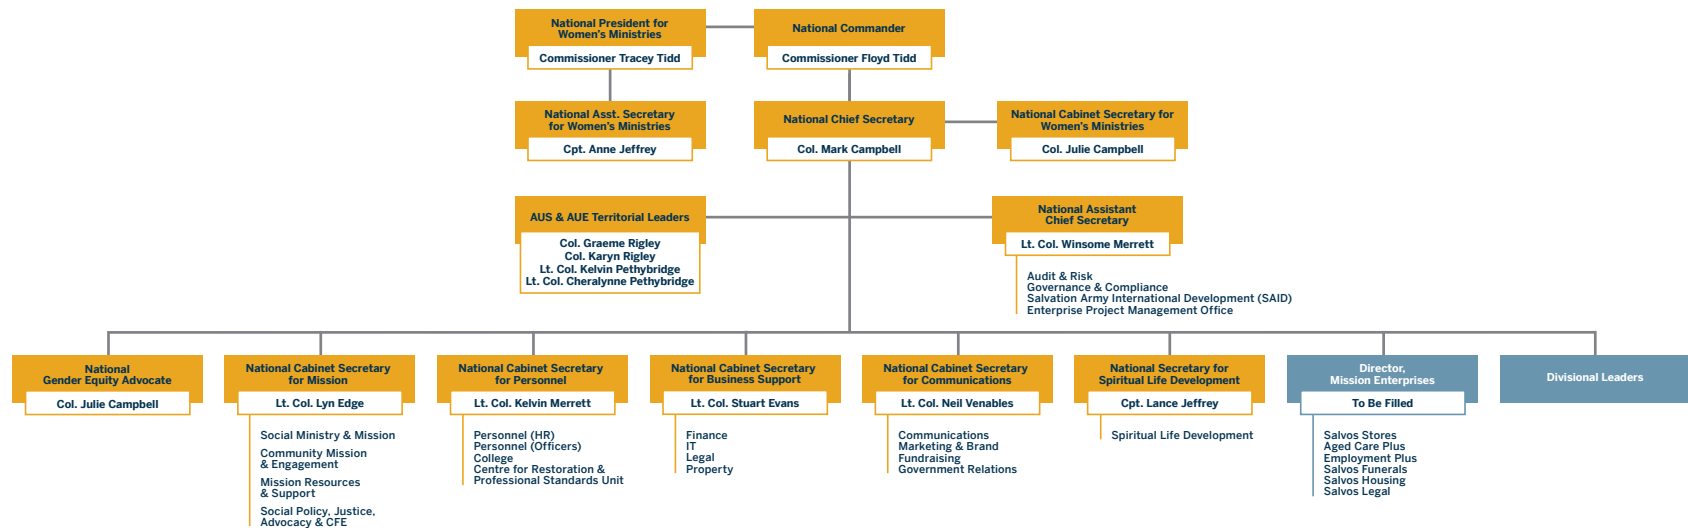 National President for
Women's Ministries
Commissioner Tracey Tidd
National Commander
Commissioner Floyd Tidd
National Asst. Secretary
for Women's Ministries
Cpt. Anne Jeffrey
National Chief Secretary
Col. Mark Campbell
National Cabinet Secretary for
Women's Ministries
Col. Julie Campbell
AUS & AUE Territorial Leaders
Col. Graeme Rigley
Col. Karyn Rigley
Lt. Col. Kelvin Pethybridge
Lt. Col. Cheralynne Pethybridge
National Assistant
Chief Secretary
Lt. Col. Winsome Merrett
Audit & Risk
Governance & Compliance
Salvation Army International Development (SAID)
Enterprise Project Management Office
National
Gender Equity Advocate
Col. Julie Campbell
National Cabinet Secretary
for Mission
Lt. Col. Lyn Edge
Social Ministry & Mission
Community Mission
& Engagement
Mission Resources
& Support
Social Policy, Justice,
Advocacy & CFE
National Cabinet Secretary
for Personnel
Lt. Col. Kelvin Merrett
Personnel (HR)
Personnel (Officers)
College
Centre for Restoration &
Professional Standards Unit
National Cabinet Secretary
for Business Support
Lt. Col. Stuart Evans
Finance
IT
Legal
Property
National Cabinet Secretary
for Communications
Lt. Col. Neil Venables
Communications
Marketing & Brand
Fundraising
Government Relations
National Secretary for
Spiritual Life Development
Cpt. Lance Jeffrey
Spiritual Life Development
Director,
Mission Enterprises
To Be Filled
Salvos Stores
Aged Care Plus
Employment Plus
Salvos Funerals
Salvos Housing
Salvos Legal
Divisional Leaders